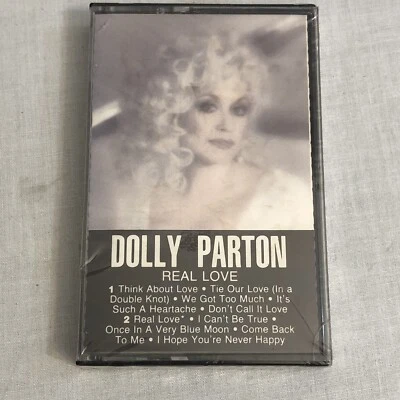 DOLLY PARTON
REAL LOVE
1 Think About Love • Tie Our Love (In a
Double Knot) • We Got Too Much • It's
Such A Heartache • Don't Call It Love
2 Real Love* • I Can't Be True •
Once In A Very Blue Moon • Come Back
To Me • I Hope You're Never Happy